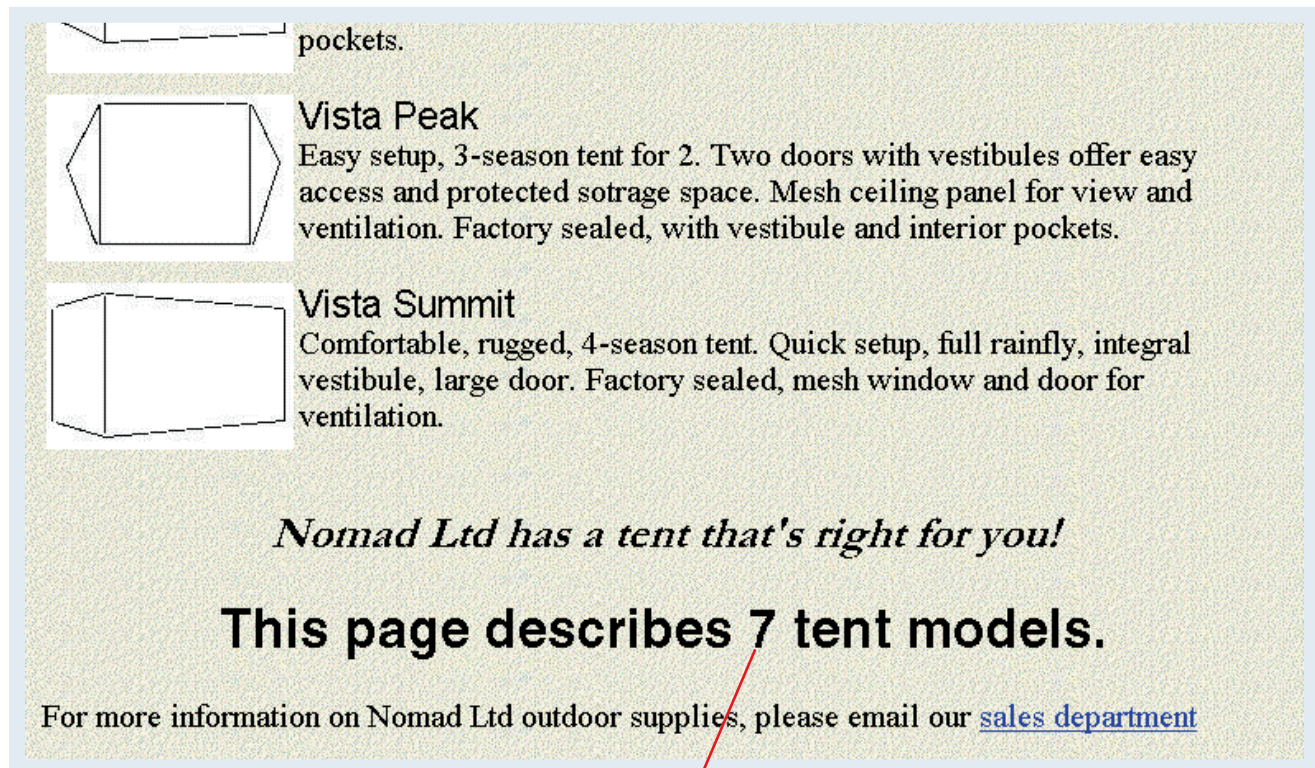 pockets.
Vista Peak
Easy setup, 3-season tent for 2. Two doors with vestibules offer easy
access and protected sotrage space. Mesh ceiling panel for view and
ventilation. Factory sealed, with vestibule and interior pockets.
Vista Summit
Comfortable, rugged, 4-season tent. Quick setup, full rainfly, integral
vestibule, large door. Factory sealed, mesh window and door for
ventilation.
Nomad Ltd has a tent that's right for you!
This page describes 7 tent models.
For more information on Nomad Ltd outdoor supplies, please email our sales department